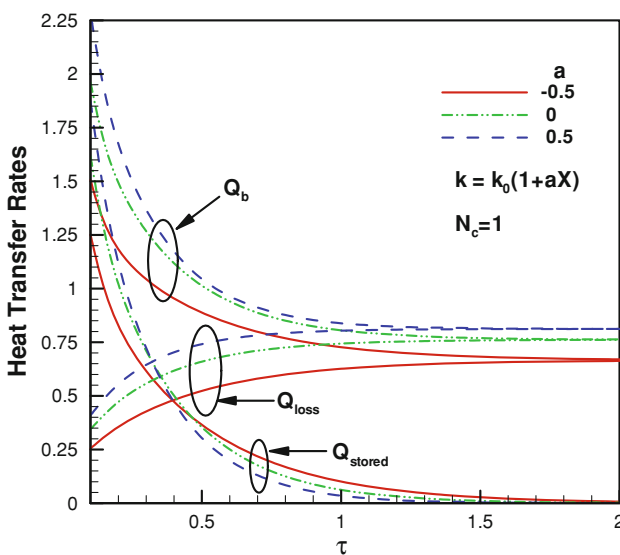 Heat Transfer Rates
2.25
2
1.75
1.5
1.25
1
0.75
0.5
0.25
0
0.5
1
1.5
2
τ
a
-0.5
0
0.5
k = k₀(1+aX)
N_c=1
Q_b
Q_loss
Q_stored